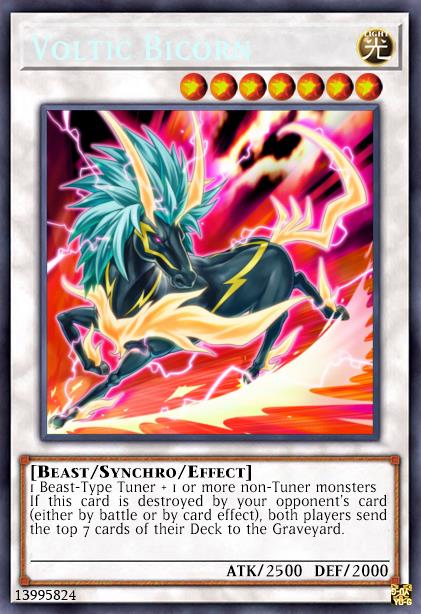 Voltic Bicorn
LIGHT
光
[Beast/Synchro/Effect]
1 Beast-Type Tuner + 1 or more non-Tuner monsters
If this card is destroyed by your opponent's card
(either by battle or by card effect), both players send
the top 7 cards of their Deck to the Graveyard.
ATK/2500 DEF/2000
13995824